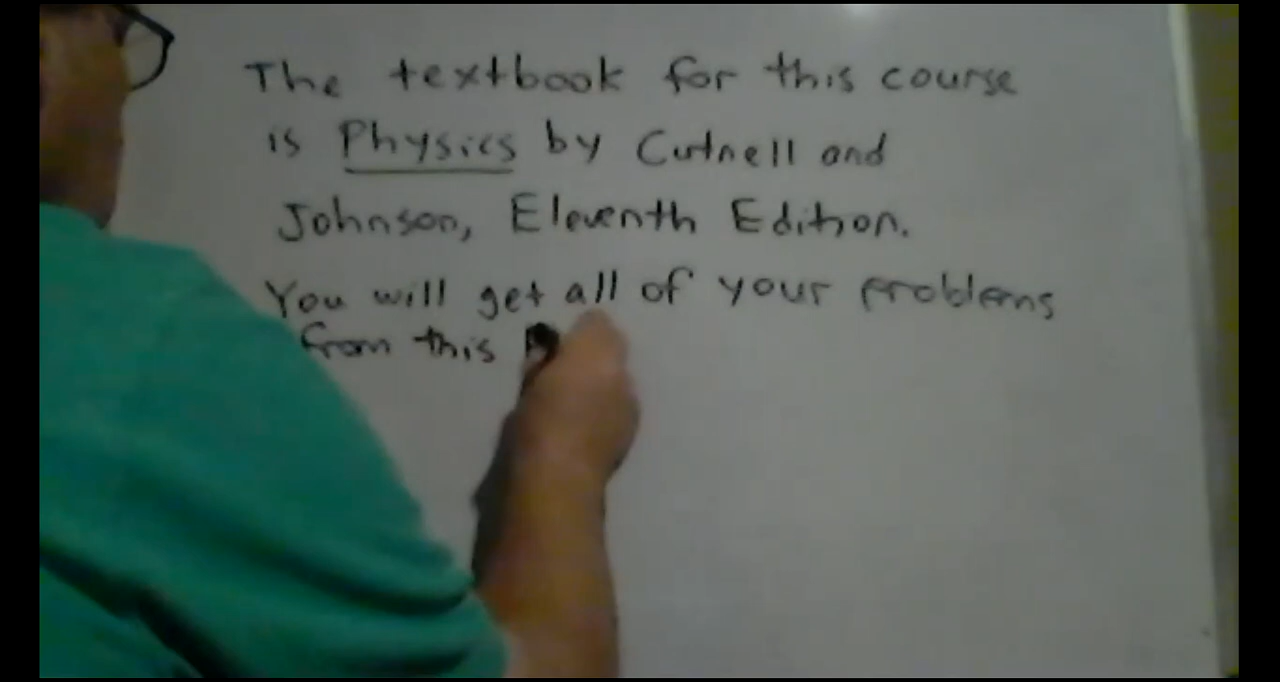 The textbook for this course
is Physics by Cutnell and
Johnson, Eleventh Edition.
You will get all of your problems
from this